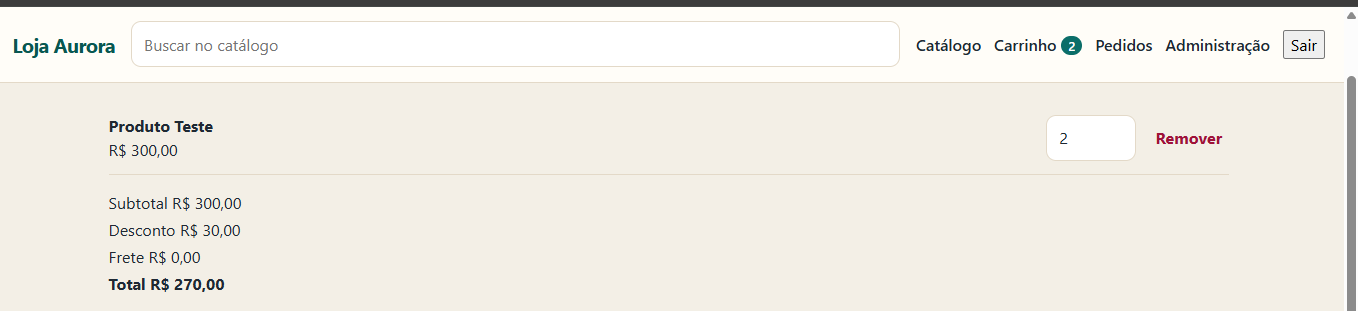 Loja Aurora Buscar no catálogo Catálogo Carrinho 2 Pedidos Administração Sair
Produto Teste
R$ 300,00
2 Remover
Subtotal R$ 300,00
Desconto R$ 30,00
Frete R$ 0,00
Total R$ 270,00